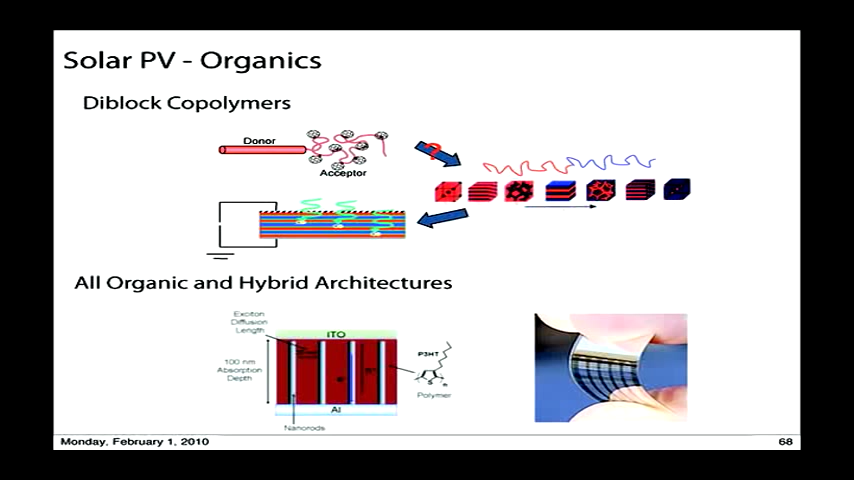 Solar PV - Organics
Diblock Copolymers
Donor
Acceptor
?
All Organic and Hybrid Architectures
Exciton
Diffusion
Length
ITO
100 nm
Absorption
Depth
P3HT
S
n
Polymer
Al
Nanorods
Monday, February 1, 2010
68